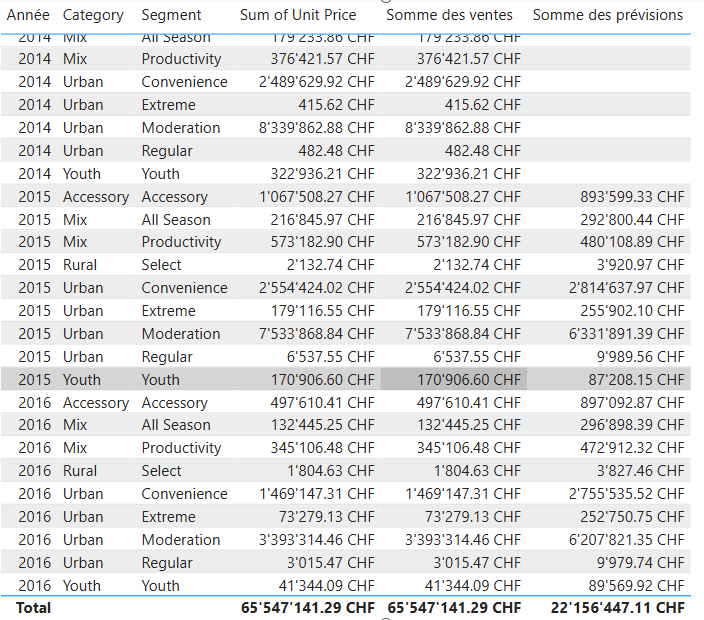 Année Category Segment Sum of Unit Price Somme des ventes Somme des prévisions
2014 Mix All Season 179'233.86 CHF 179'233.86 CHF
2014 Mix Productivity 376'421.57 CHF 376'421.57 CHF
2014 Urban Convenience 2'489'629.92 CHF 2'489'629.92 CHF
2014 Urban Extreme 415.62 CHF 415.62 CHF
2014 Urban Moderation 8'339'862.88 CHF 8'339'862.88 CHF
2014 Urban Regular 482.48 CHF 482.48 CHF
2014 Youth Youth 322'936.21 CHF 322'936.21 CHF
2015 Accessory Accessory 1'067'508.27 CHF 1'067'508.27 CHF 893'599.33 CHF
2015 Mix All Season 216'845.97 CHF 216'845.97 CHF 292'800.44 CHF
2015 Mix Productivity 573'182.90 CHF 573'182.90 CHF 480'108.89 CHF
2015 Rural Select 2'132.74 CHF 2'132.74 CHF 3'920.97 CHF
2015 Urban Convenience 2'554'424.02 CHF 2'554'424.02 CHF 2'814'637.97 CHF
2015 Urban Extreme 179'116.55 CHF 179'116.55 CHF 255'902.10 CHF
2015 Urban Moderation 7'533'868.84 CHF 7'533'868.84 CHF 6'331'891.39 CHF
2015 Urban Regular 6'537.55 CHF 6'537.55 CHF 9'989.56 CHF
2015 Youth Youth 170'906.60 CHF 170'906.60 CHF 87'208.15 CHF
2016 Accessory Accessory 497'610.41 CHF 497'610.41 CHF 897'092.87 CHF
2016 Mix All Season 132'445.25 CHF 132'445.25 CHF 296'898.39 CHF
2016 Mix Productivity 345'106.48 CHF 345'106.48 CHF 472'912.32 CHF
2016 Rural Select 1'804.63 CHF 1'804.63 CHF 3'827.46 CHF
2016 Urban Convenience 1'469'147.31 CHF 1'469'147.31 CHF 2'755'535.52 CHF
2016 Urban Extreme 73'279.13 CHF 73'279.13 CHF 252'750.75 CHF
2016 Urban Moderation 3'393'314.46 CHF 3'393'314.46 CHF 6'207'821.35 CHF
2016 Urban Regular 3'015.47 CHF 3'015.47 CHF 9'979.74 CHF
2016 Youth Youth 41'344.09 CHF 41'344.09 CHF 89'569.92 CHF
Total 65'547'141.29 CHF 65'547'141.29 CHF 22'156'447.11 CHF